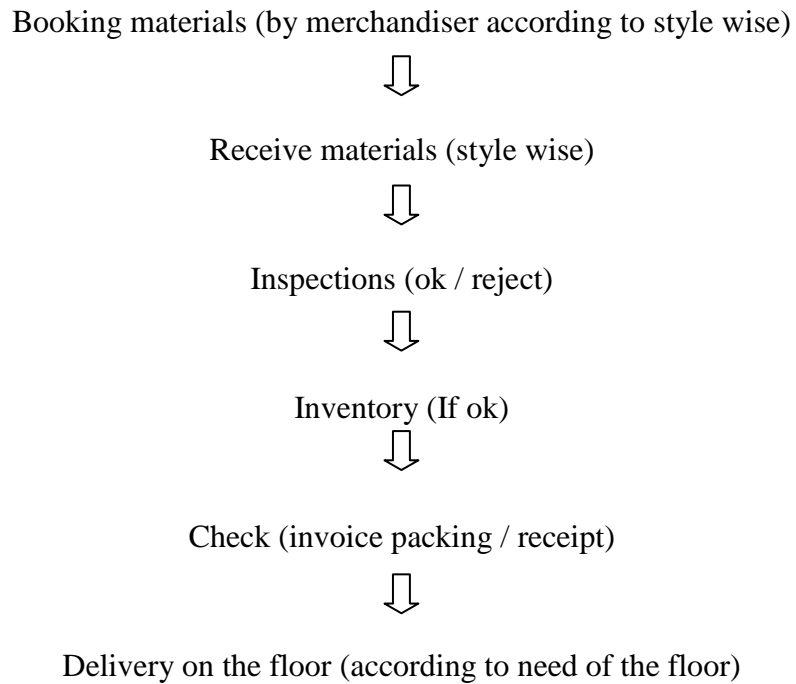 Booking materials (by merchandiser according to style wise)
Receive materials (style wise)
Inspections (ok / reject)
Inventory (If ok)
Check (invoice packing / receipt)
Delivery on the floor (according to need of the floor)